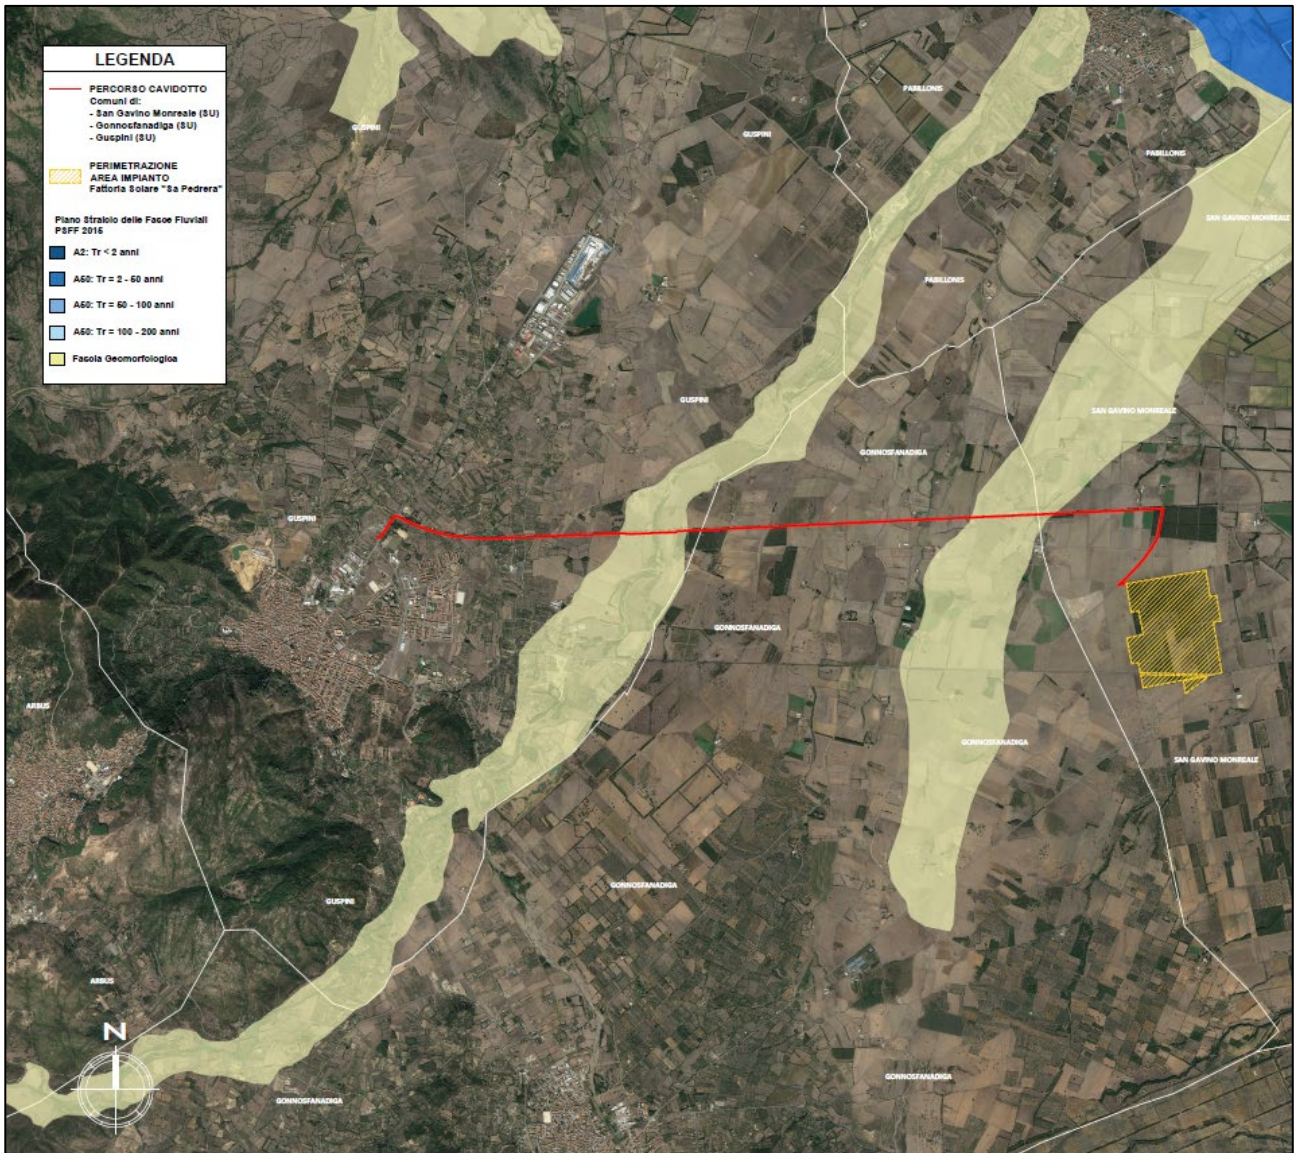 LEGENDA
PERCORSO CAVIDOTTO
Comuni di:
- San Gavino Monreale (SU)
- Gonnosfanadiga (SU)
- Guspini (SU)
PERIMETRAZIONE
AREA IMPIANTO
Fattoria Solare "Sa Pedrera"
Piano Stralcio delle Fasce Fluviali
PSFF 2015
A2: Tr < 2 anni
A50: Tr = 2 - 50 anni
A50: Tr = 50 - 100 anni
A50: Tr = 100 - 200 anni
Fascia Geomorfologica
PABILLONIS
GUSPINI
GUSPINI
PABILLONIS
SAN GAVINO MONREALE
PABILLONIS
GUSPINI
SAN GAVINO MONREALE
GONNOSFANADIGA
GUSPINI
GONNOSFANADIGA
ARBUS
GONNOSFANADIGA
SAN GAVINO MONREALE
GONNOSFANADIGA
GUSPINI
ARBUS
N
GONNOSFANADIGA
GONNOSFANADIGA